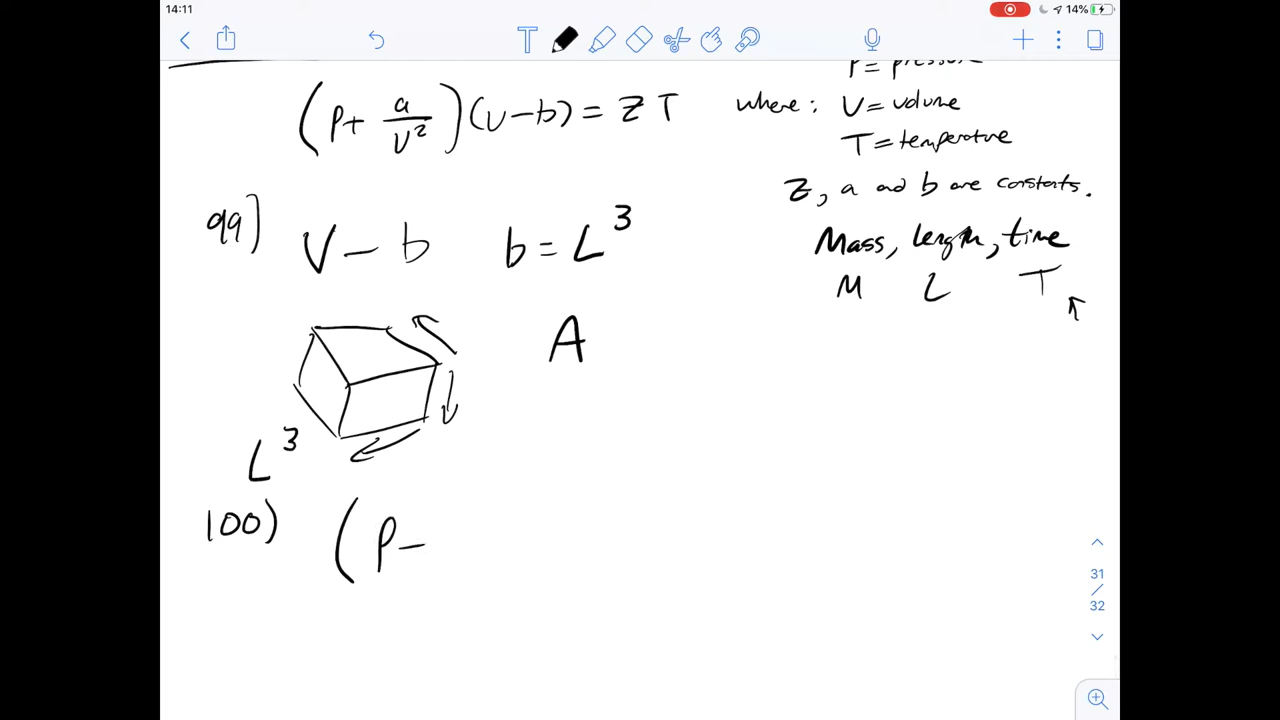 14:11
14%
T
P = pressure
(P + a/V²)(V - b) = Z T
where: V = volume
T = temperature
Z, a and b are constants.
99) V - b b = L³
Mass, length, time
M L T
A
L³
100) (P -
31
/
32